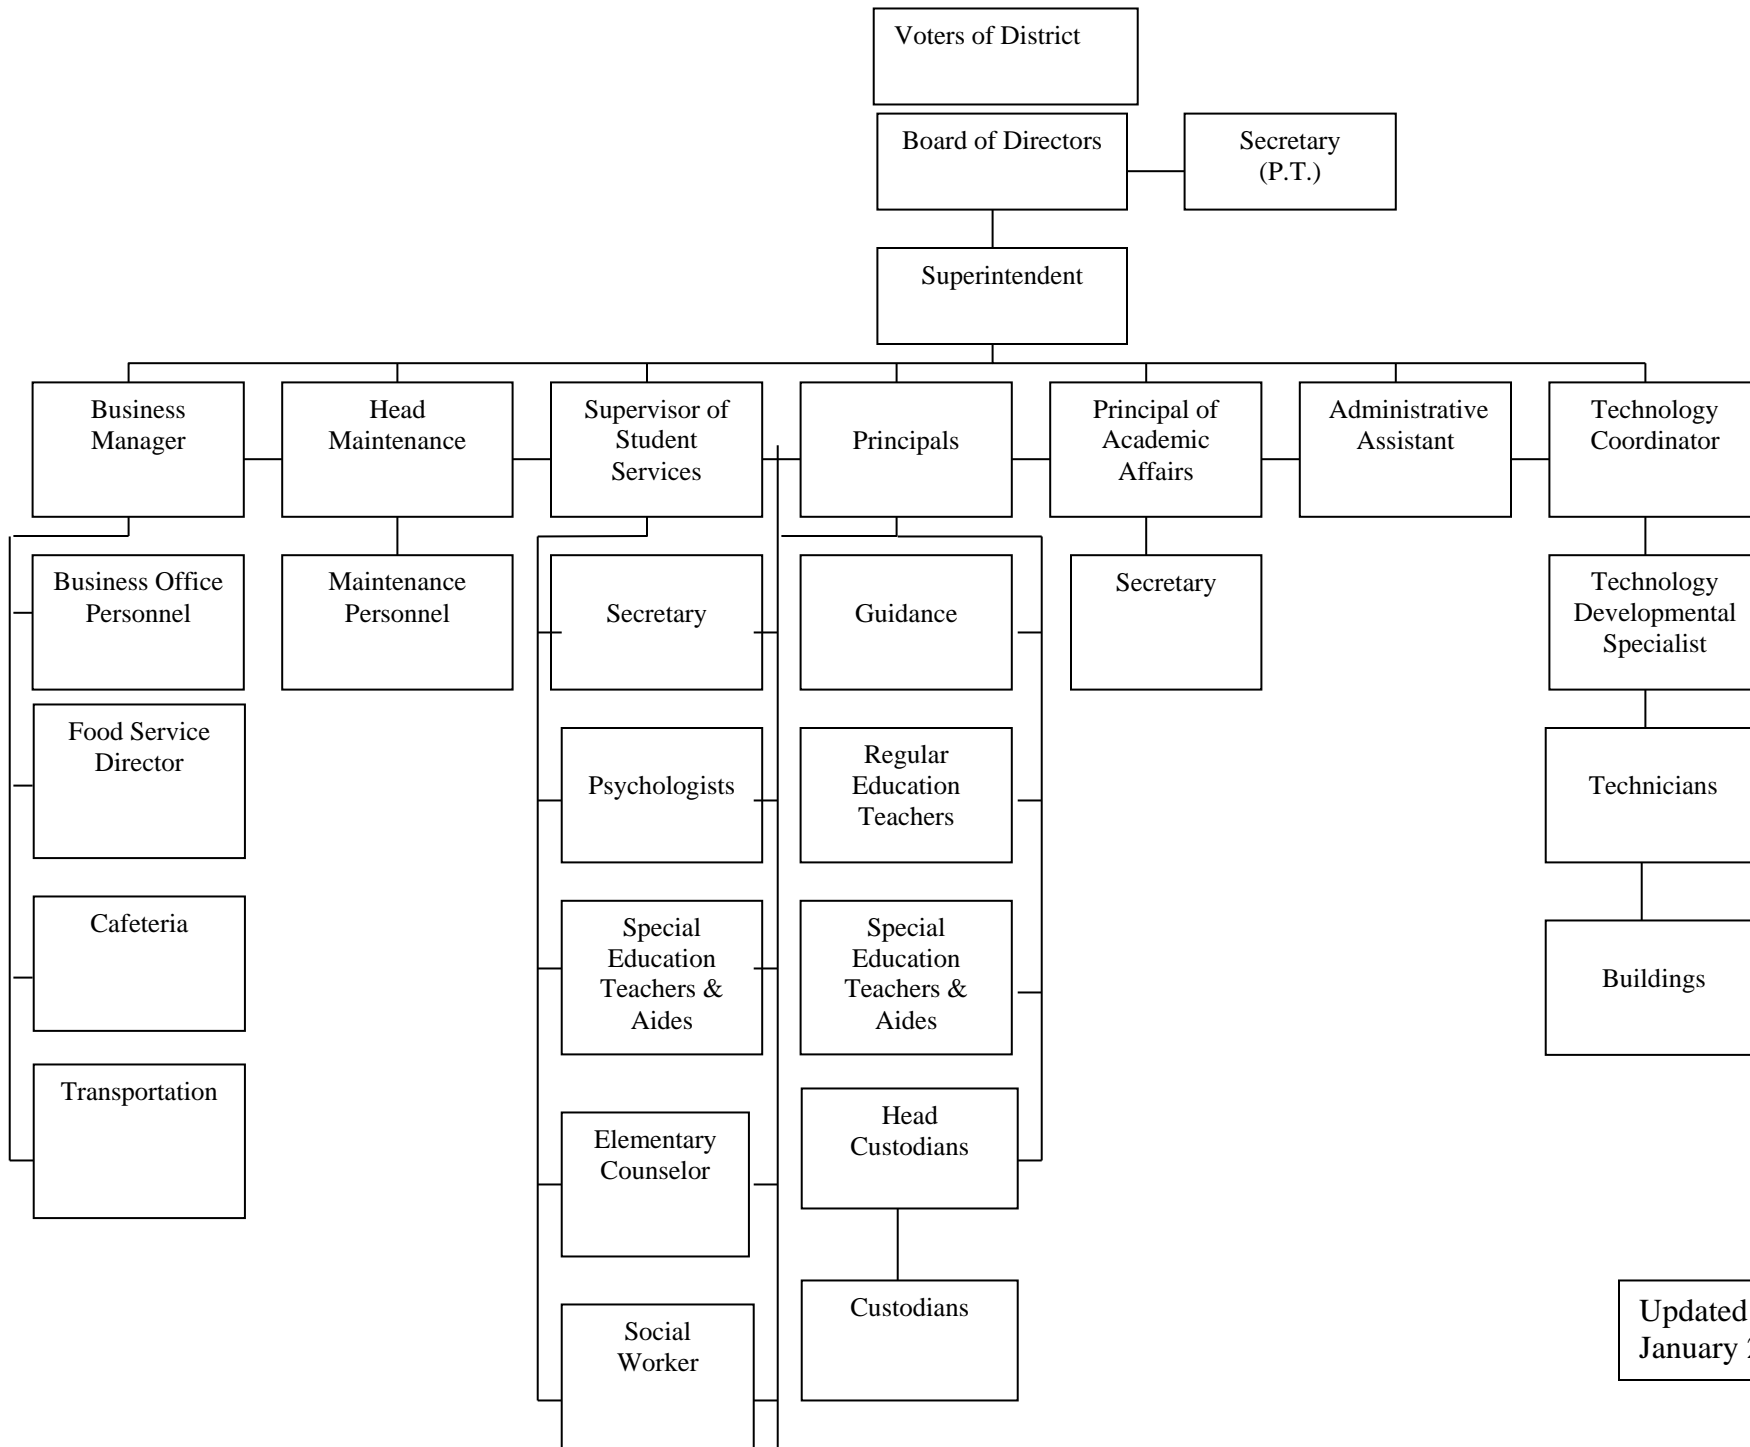 Voters of District
Board of Directors
Secretary
(P.T.)
Superintendent
Business
Manager
Head
Maintenance
Supervisor of
Student
Services
Principals
Principal of
Academic
Affairs
Administrative
Assistant
Technology
Coordinator
Business Office
Personnel
Maintenance
Personnel
Secretary
Guidance
Secretary
Technology
Developmental
Specialist
Food Service
Director
Psychologists
Regular
Education
Teachers
Technicians
Cafeteria
Special
Education
Teachers &
Aides
Special
Education
Teachers &
Aides
Buildings
Transportation
Elementary
Counselor
Head
Custodians
Social
Worker
Custodians
Updated
January